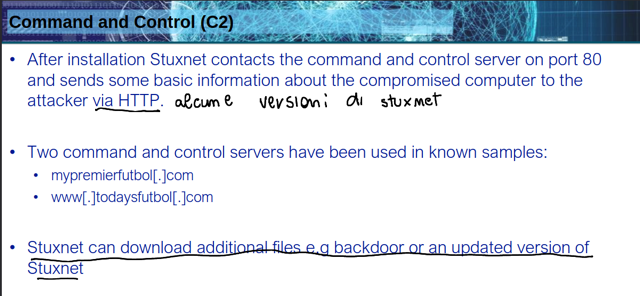 Command and Control (C2)
• After installation Stuxnet contacts the command and control server on port 80
and sends some basic information about the compromised computer to the
attacker via HTTP. alcune versioni di stuxnet
• Two command and control servers have been used in known samples:
• mypremierfutbol[.]com
• www[.]todaysfutbol[.]com
• Stuxnet can download additional files e,g backdoor or an updated version of
Stuxnet